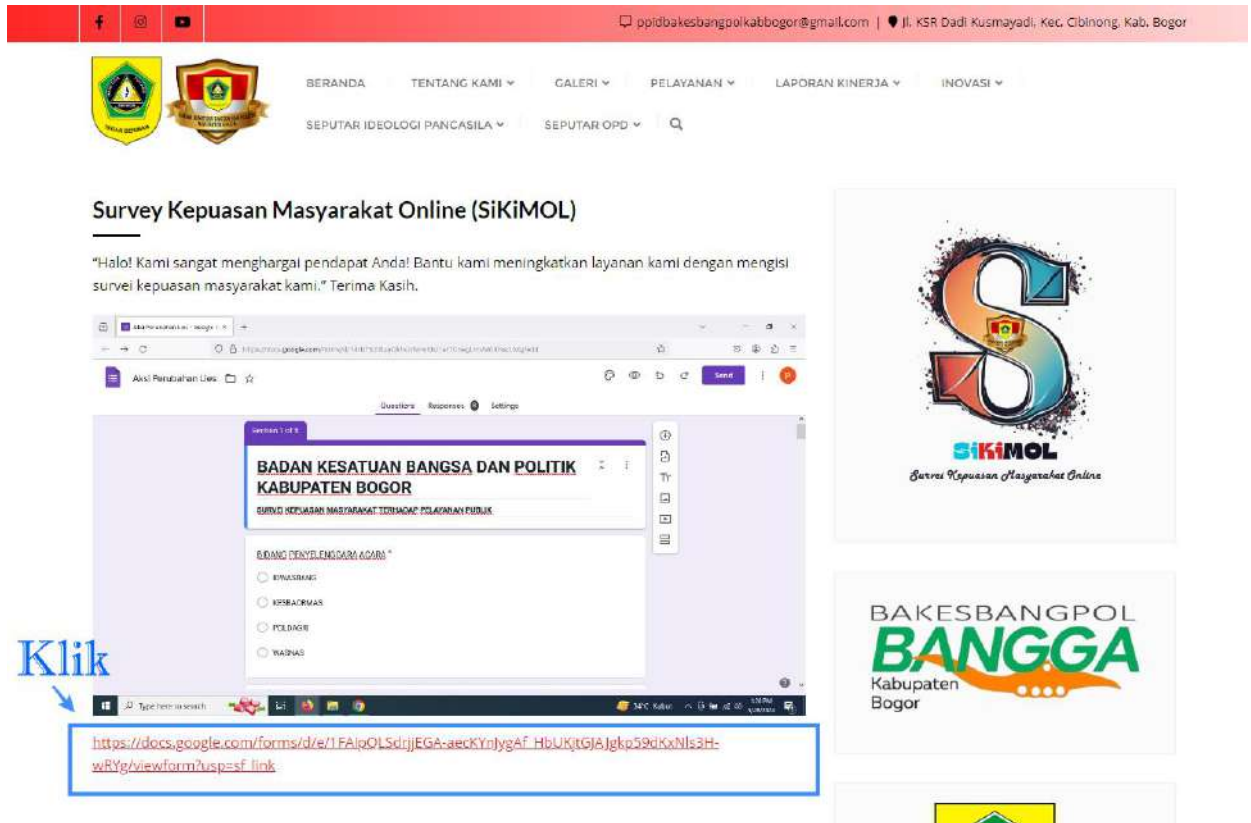 ppidbakesbangpolkabbogor@gmail.com | Jl. KSR Dadi Kusmayadi, Kec. Cibinong, Kab. Bogor
BERANDA TENTANG KAMI GALERI PELAYANAN LAPORAN KINERJA INOVASI
SEPUTAR IDEOLOGI PANCASILA SEPUTAR OPD
Survey Kepuasan Masyarakat Online (SiKiMOL)
“Halo! Kami sangat menghargai pendapat Anda! Bantu kami meningkatkan layanan kami dengan mengisi
survei kepuasan masyarakat kami.” Terima Kasih.
Aksi Perubahan Lies
Send
Questions Responses Settings
Section 1 of
BADAN KESATUAN BANGSA DAN POLITIK
KABUPATEN BOGOR
SURVEI KEPUASAN MASYARAKAT TERHADAP PELAYANAN PUBLIK
BIDANG PENYELENGGARA ACARA *
KESBAORMAS
POLDAGRI
WASNAS
Type here to search
Klik
https://docs.google.com/forms/d/e/1FAIpQLSdrjjEGA-aecKYnJygAf_HbUKjtGJAJgkp59dKxNls3H-
wRYg/viewform?usp=sf_link
SiKiMOL
Survei Kepuasan Masyarakat Online
BAKESBANGPOL
BANGGA
Kabupaten
Bogor